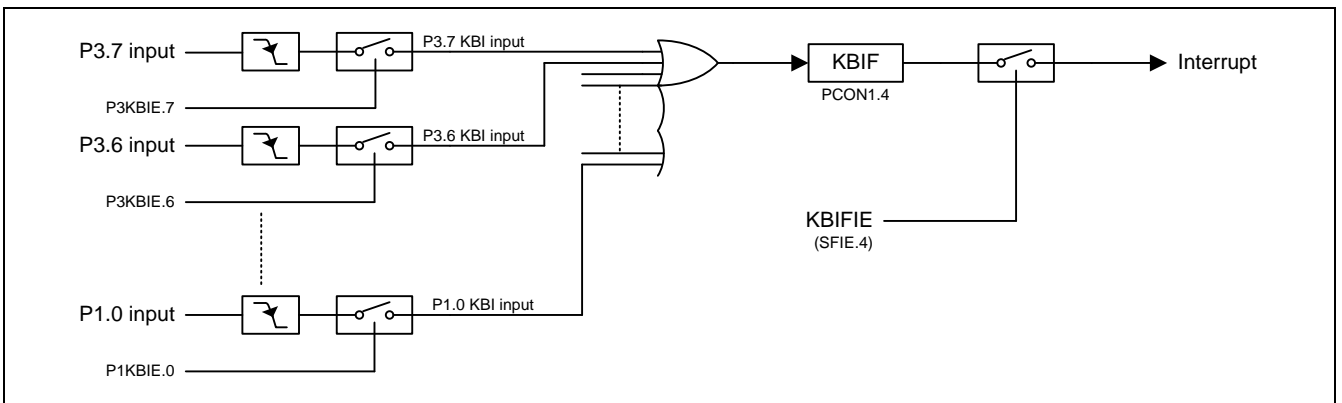 P3.7 input
P3.7 KBI input
KBIF
Interrupt
PCON1.4
P3KBIE.7
P3.6 input
P3.6 KBI input
P3KBIE.6
KBIFIE
(SFIE.4)
P1.0 input
P1.0 KBI input
P1KBIE.0